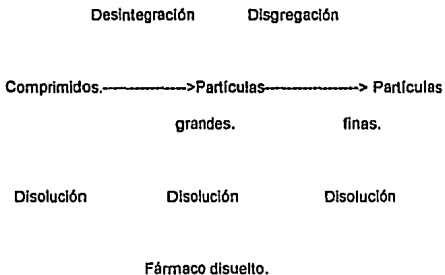 Desintegración Disgregación
Comprimidos.------------->Partículas--------------> Partículas
grandes. finas.
Disolución Disolución Disolución
Fármaco disuelto.